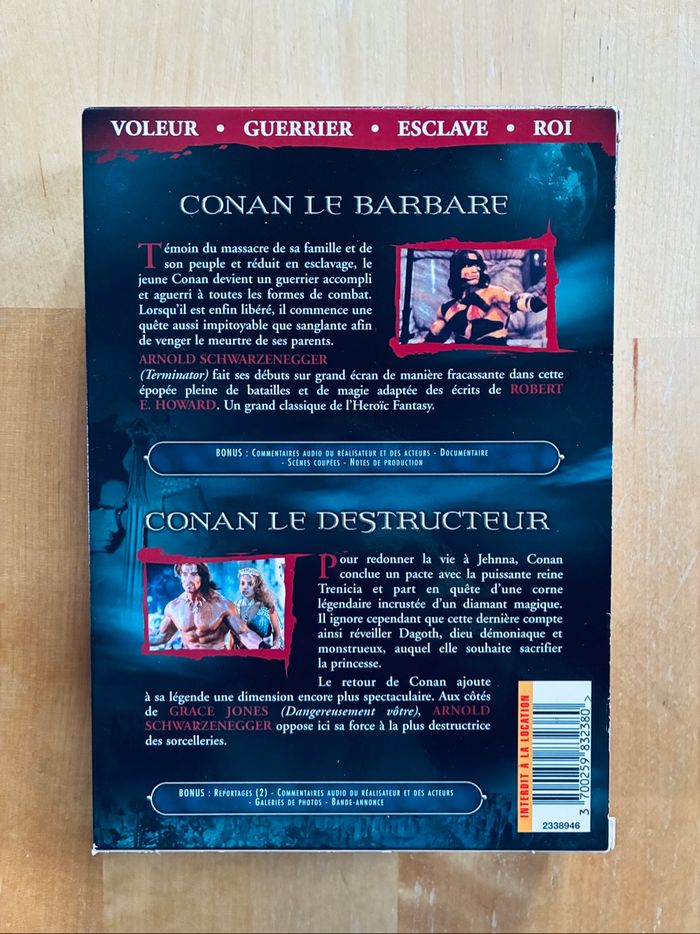 VOLEUR • GUERRIER • ESCLAVE • ROI
CONAN LE BARBARE
Témoin du massacre de sa famille et de
son peuple et réduit en esclavage, le
jeune Conan devient un guerrier accompli
et aguerri à toutes les formes de combat.
Lorsqu'il est enfin libéré, il commence une
quête aussi impitoyable que sanglante afin
de venger le meurtre de ses parents.
ARNOLD SCHWARZENEGGER
(Terminator) fait ses débuts sur grand écran de manière fracassante dans cette
épopée pleine de batailles et de magie adaptée des écrits de ROBERT
E. HOWARD. Un grand classique de l'Heroïc Fantasy.
BONUS : COMMENTAIRES AUDIO DU RÉALISATEUR ET DES ACTEURS - DOCUMENTAIRE
- SCÈNES COUPÉES - NOTES DE PRODUCTION
CONAN LE DESTRUCTEUR
Pour redonner la vie à Jehnna, Conan
conclue un pacte avec la puissante reine
Trenicia et part en quête d'une corne
légendaire incrustée d'un diamant magique.
Il ignore cependant que cette dernière compte
ainsi réveiller Dagoth, dieu démoniaque et
monstrueux, auquel elle souhaite sacrifier
la princesse.
Le retour de Conan ajoute
à sa légende une dimension encore plus spectaculaire. Aux côtés
de GRACE JONES (Dangereusement vôtre), ARNOLD
SCHWARZENEGGER oppose ici sa force à la plus destructrice
des sorcelleries.
BONUS : REPORTAGES (2) - COMMENTAIRES AUDIO DU RÉALISATEUR ET DES ACTEURS
- GALERIES DE PHOTOS - BANDE-ANNONCE
INTERDIT À LA LOCATION
3 700259 832380 >
2338946